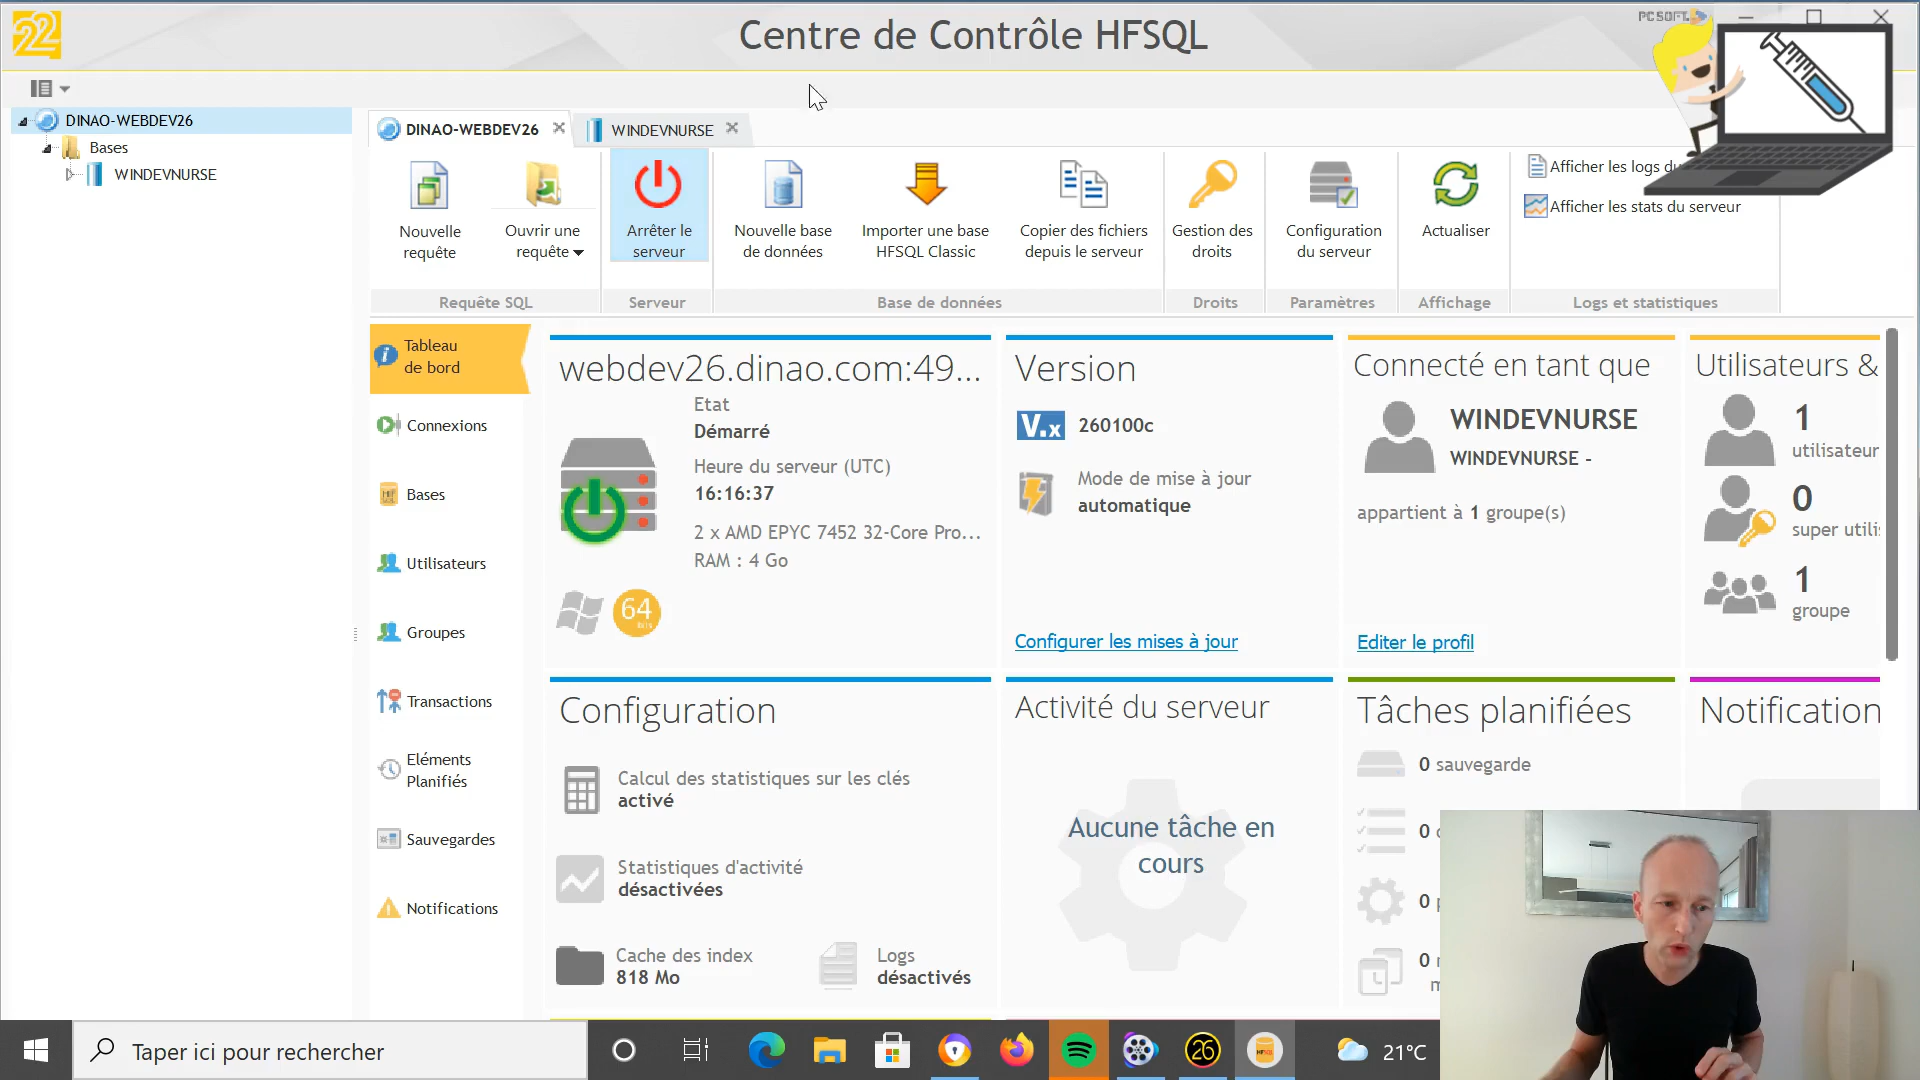 22
Centre de Contrôle HFSQL
PC SOFT
DINAO-WEBDEV26
Bases
WINDEVNURSE
DINAO-WEBDEV26
WINDEVNURSE
Nouvelle
requête
Ouvrir une
requête
Arrêter le
serveur
Nouvelle base
de données
Importer une base
HFSQL Classic
Copier des fichiers
depuis le serveur
Gestion des
droits
Configuration
du serveur
Actualiser
Afficher les logs du
Afficher les stats du serveur
Requête SQL
Serveur
Base de données
Droits
Paramètres
Affichage
Logs et statistiques
Tableau
de bord
Connexions
Bases
Utilisateurs
Groupes
Transactions
Eléments
Planifiés
Sauvegardes
Notifications
webdev26.dinao.com:49...
Etat
Démarré
Heure du serveur (UTC)
16:16:37
2 x AMD EPYC 7452 32-Core Pro...
RAM : 4 Go
64
bits
Version
V.x
260100c
Mode de mise à jour
automatique
Configurer les mises à jour
Connecté en tant que
WINDEVNURSE
WINDEVNURSE -
appartient à 1 groupe(s)
Editer le profil
Utilisateurs &
1
utilisateur
0
super utili
1
groupe
Configuration
Calcul des statistiques sur les clés
activé
Statistiques d'activité
désactivées
Cache des index
818 Mo
Logs
désactivés
Activité du serveur
Aucune tâche en
cours
Tâches planifiées
0 sauvegarde
0
0
0
Notification
Taper ici pour rechercher
26
21°C